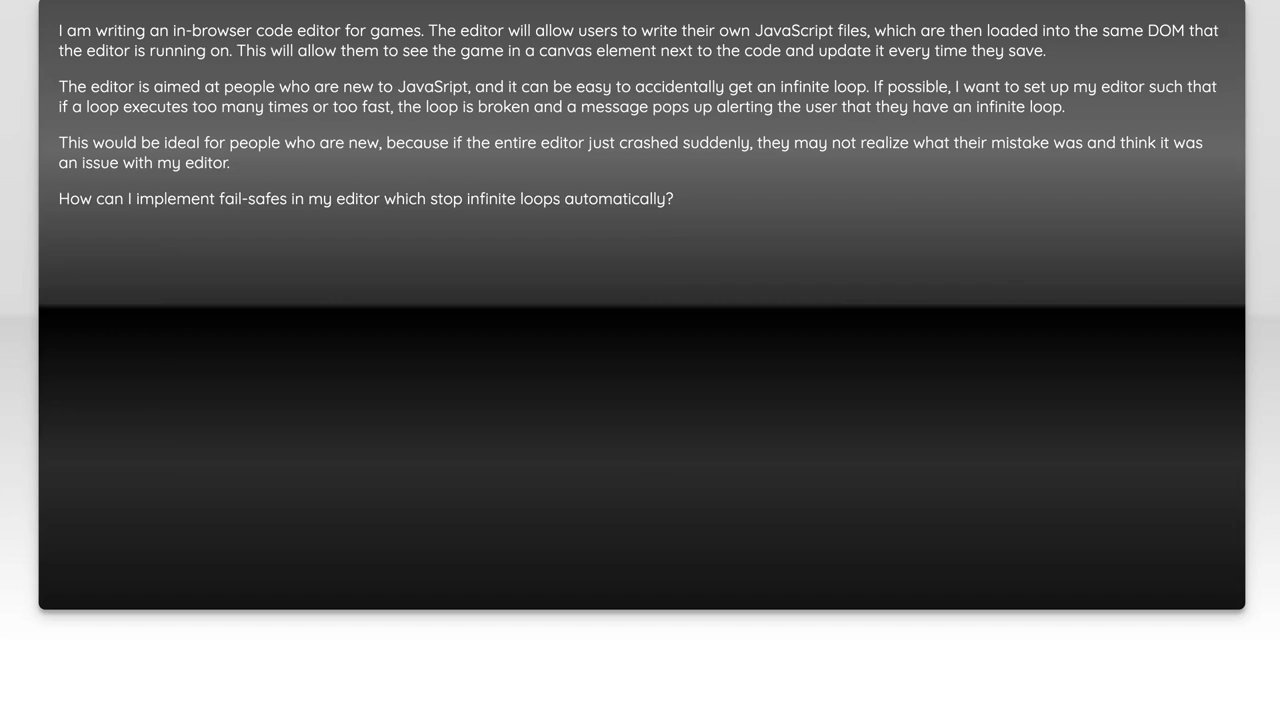 I am writing an in-browser code editor for games. The editor will allow users to write their own JavaScript files, which are then loaded into the same DOM that
the editor is running on. This will allow them to see the game in a canvas element next to the code and update it every time they save.
The editor is aimed at people who are new to JavaSript, and it can be easy to accidentally get an infinite loop. If possible, I want to set up my editor such that
if a loop executes too many times or too fast, the loop is broken and a message pops up alerting the user that they have an infinite loop.
This would be ideal for people who are new, because if the entire editor just crashed suddenly, they may not realize what their mistake was and think it was
an issue with my editor.
How can I implement fail-safes in my editor which stop infinite loops automatically?